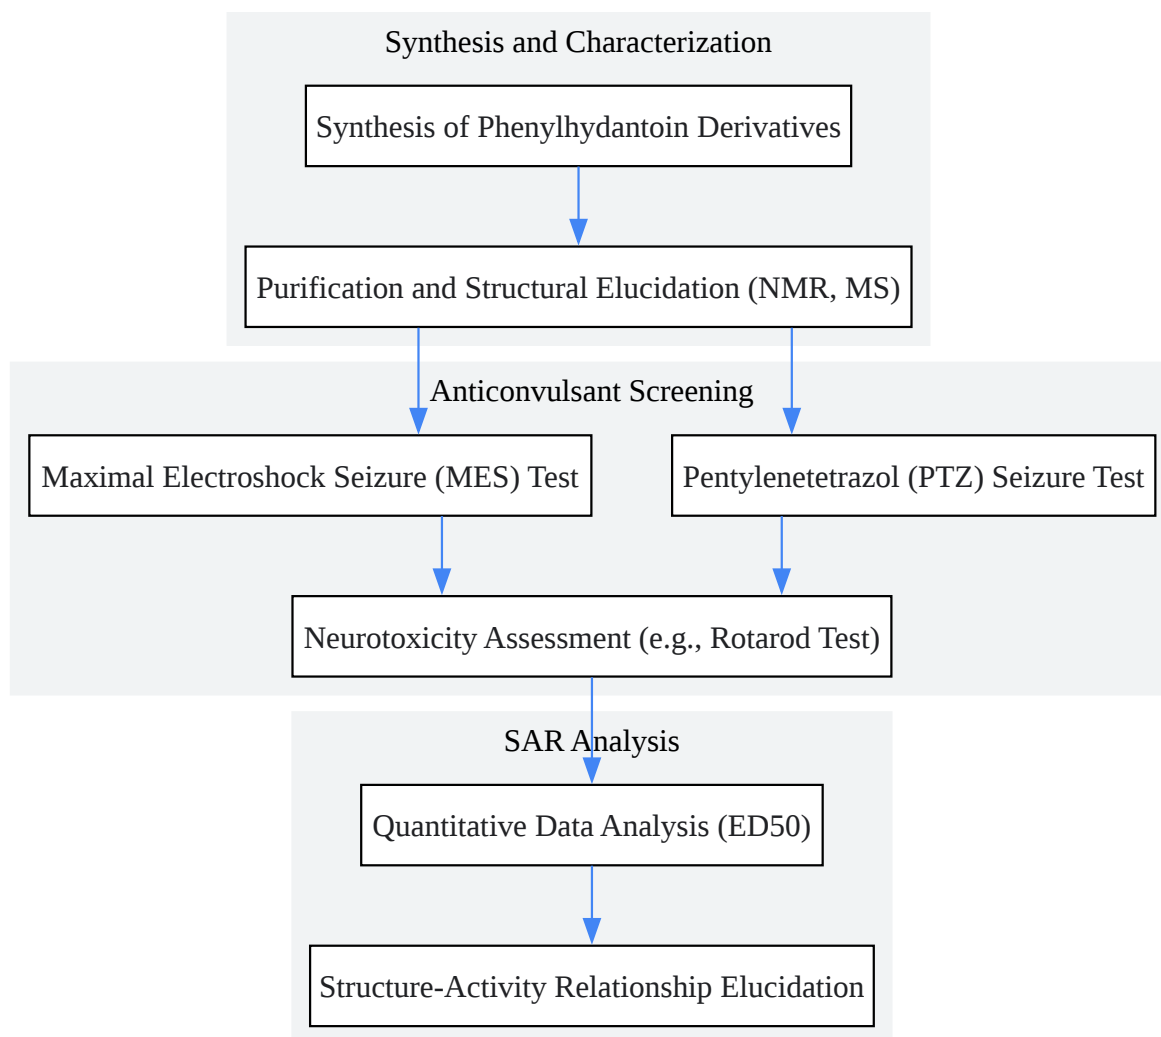 Synthesis and Characterization
Synthesis of Phenylhydantoin Derivatives
Purification and Structural Elucidation (NMR, MS)
Anticonvulsant Screening
Maximal Electroshock Seizure (MES) Test
Pentylenetetrazol (PTZ) Seizure Test
Neurotoxicity Assessment (e.g., Rotarod Test)
SAR Analysis
Quantitative Data Analysis (ED50)
Structure-Activity Relationship Elucidation